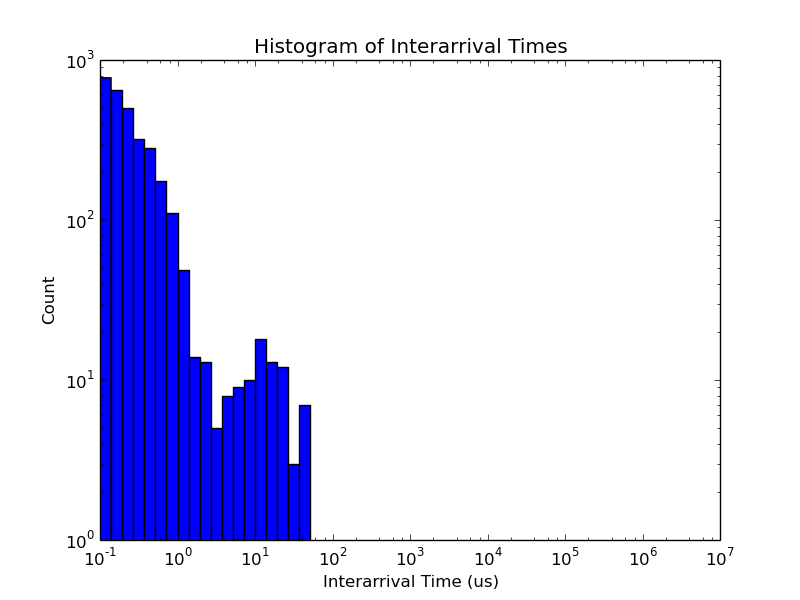 Histogram of Interarrival Times
10³
10²
10¹
10⁰
Count
10⁻¹ 10⁰ 10¹ 10² 10³ 10⁴ 10⁵ 10⁶ 10⁷
Interarrival Time (us)